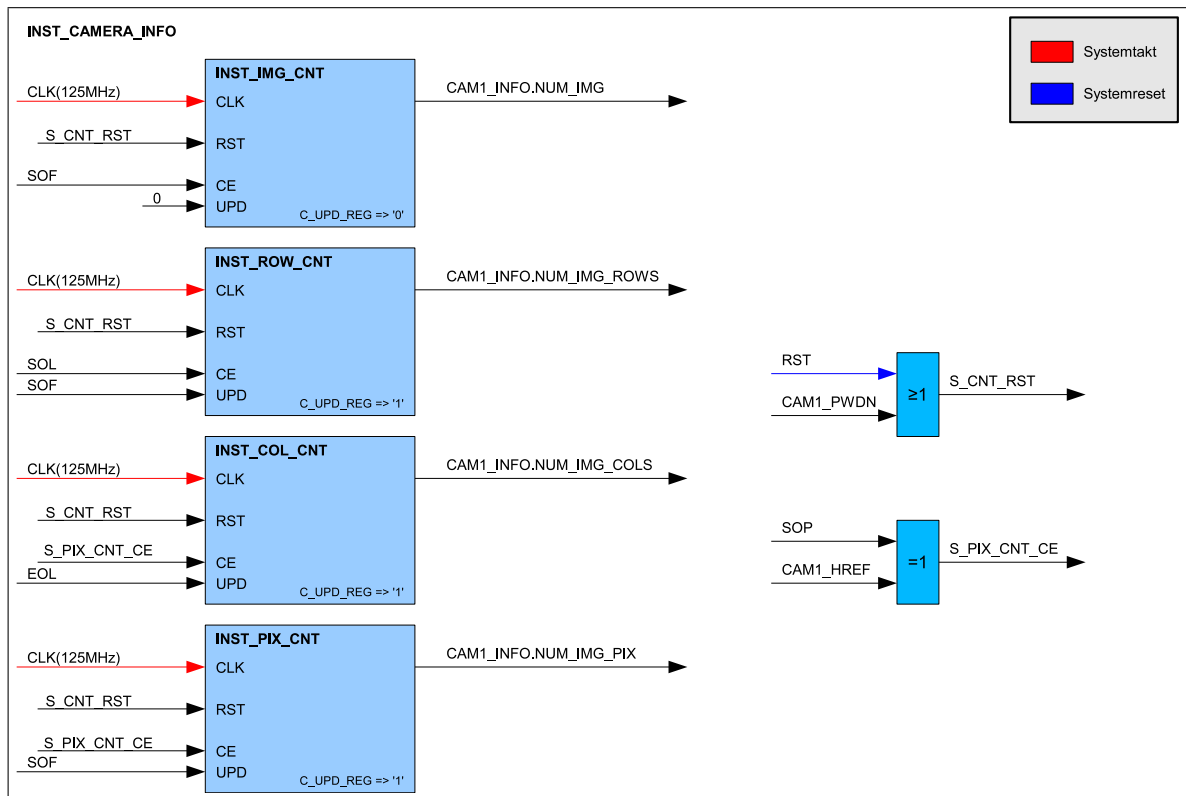 INST_CAMERA_INFO
Systemtakt
Systemreset
INST_IMG_CNT
CLK(125MHz)
CLK
CAM1_INFO.NUM_IMG
S_CNT_RST
RST
SOF
CE
0
UPD
C_UPD_REG => '0'
INST_ROW_CNT
CLK(125MHz)
CLK
CAM1_INFO.NUM_IMG_ROWS
S_CNT_RST
RST
SOL
CE
SOF
UPD
C_UPD_REG => '1'
RST
CAM1_PWDN
≥1
S_CNT_RST
INST_COL_CNT
CLK(125MHz)
CLK
CAM1_INFO.NUM_IMG_COLS
S_CNT_RST
RST
S_PIX_CNT_CE
CE
EOL
UPD
C_UPD_REG => '1'
SOP
CAM1_HREF
=1
S_PIX_CNT_CE
INST_PIX_CNT
CLK(125MHz)
CLK
CAM1_INFO.NUM_IMG_PIX
S_CNT_RST
RST
S_PIX_CNT_CE
CE
SOF
UPD
C_UPD_REG => '1'